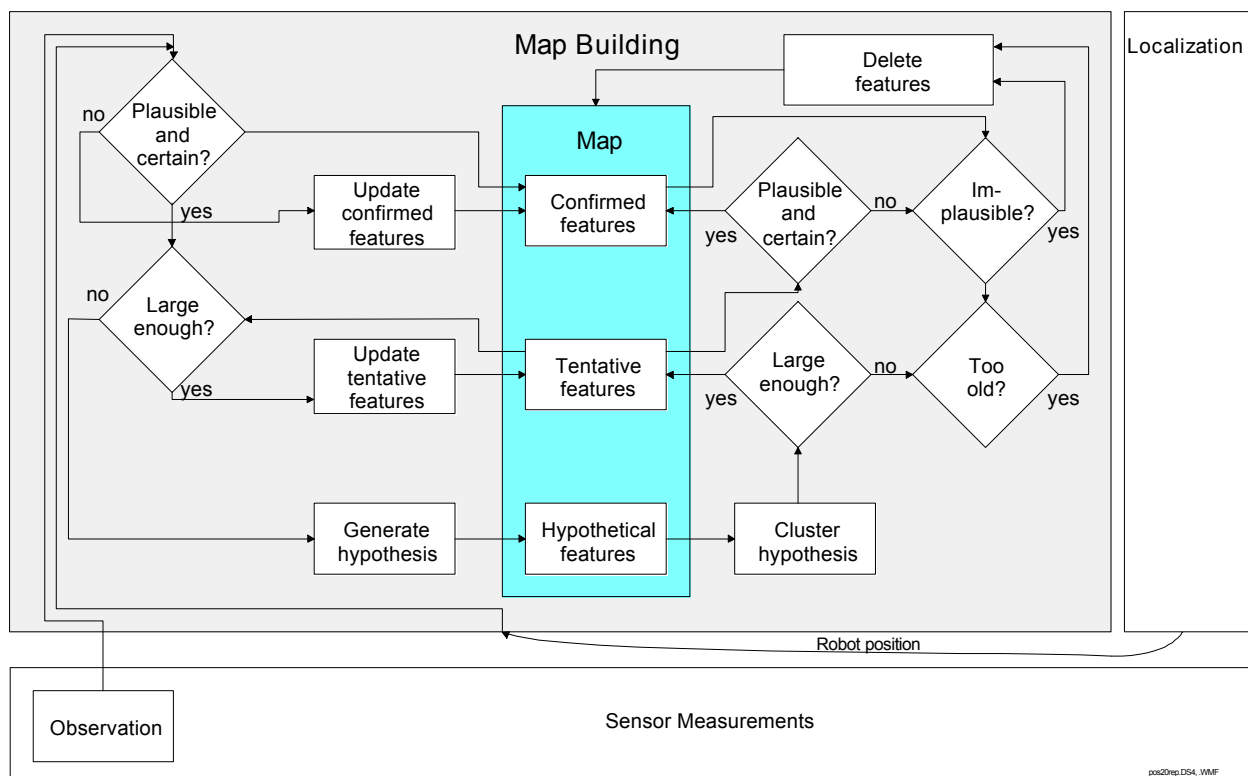 Map Building
Localization
Delete
features
no
Plausible
and
certain?
yes
Map
Update
confirmed
features
Confirmed
features
Plausible
and
certain?
yes
no
Im-
plausible?
yes
no
Large
enough?
yes
Update
tentative
features
Tentative
features
Large
enough?
yes
no
Too
old?
yes
Generate
hypothesis
Hypothetical
features
Cluster
hypothesis
Robot position
Observation
Sensor Measurements
pos20rep.DS4, .WMF